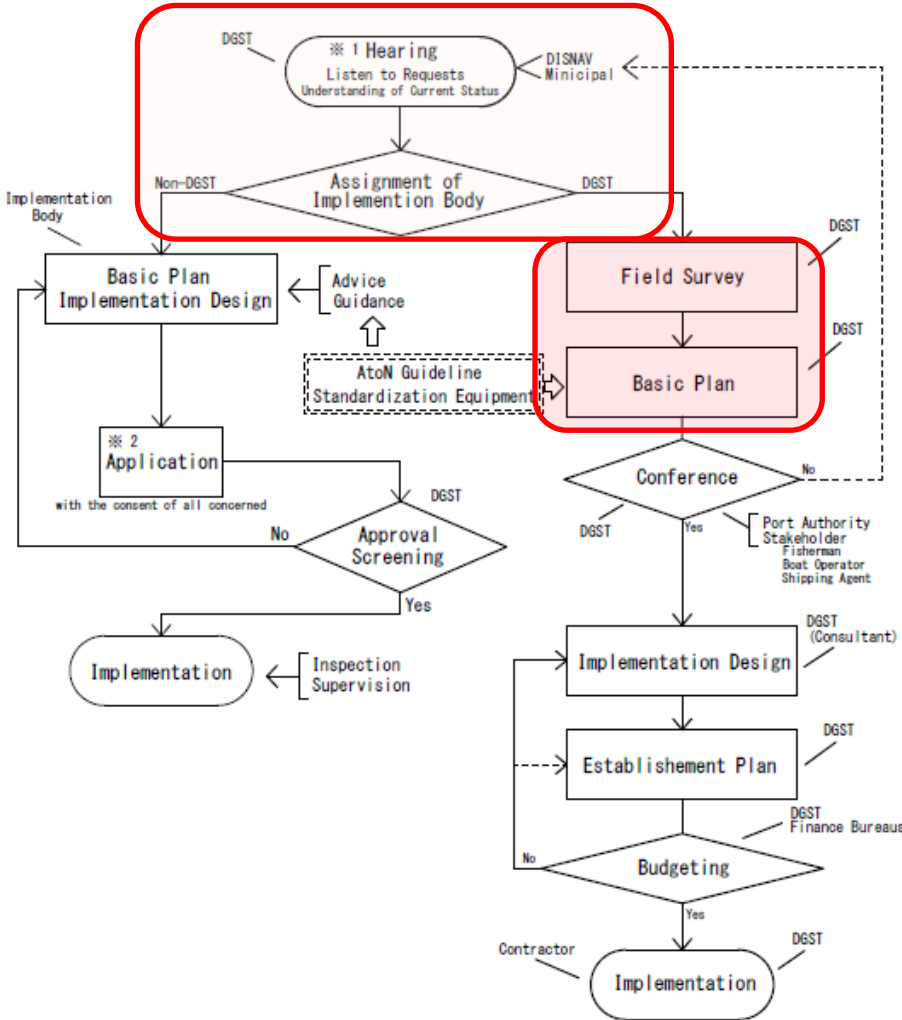 DGST
※ 1 Hearing
Listen to Requests
Understanding of Current Status
DISNAV
Minicipal
Non-DGST
Assignment of
Implemention Body
DGST
Implementation
Body
Basic Plan
Implementation Design
Advice
Guidance
DGST
Field Survey
DGST
AtoN Guideline
Standardization Equipment
Basic Plan
※ 2
Application
with the consent of all concerned
DGST
Conference
No
DGST
Yes
Port Authority
Stakeholder
Fisherman
Boat Operator
Shipping Agent
No
Approval
Screening
Yes
Implementation
Inspection
Supervision
DGST
(Consultant)
Implementation Design
DGST
Establishement Plan
DGST
Finance Bureaus
No
Budgeting
Yes
Contractor
DGST
Implementation